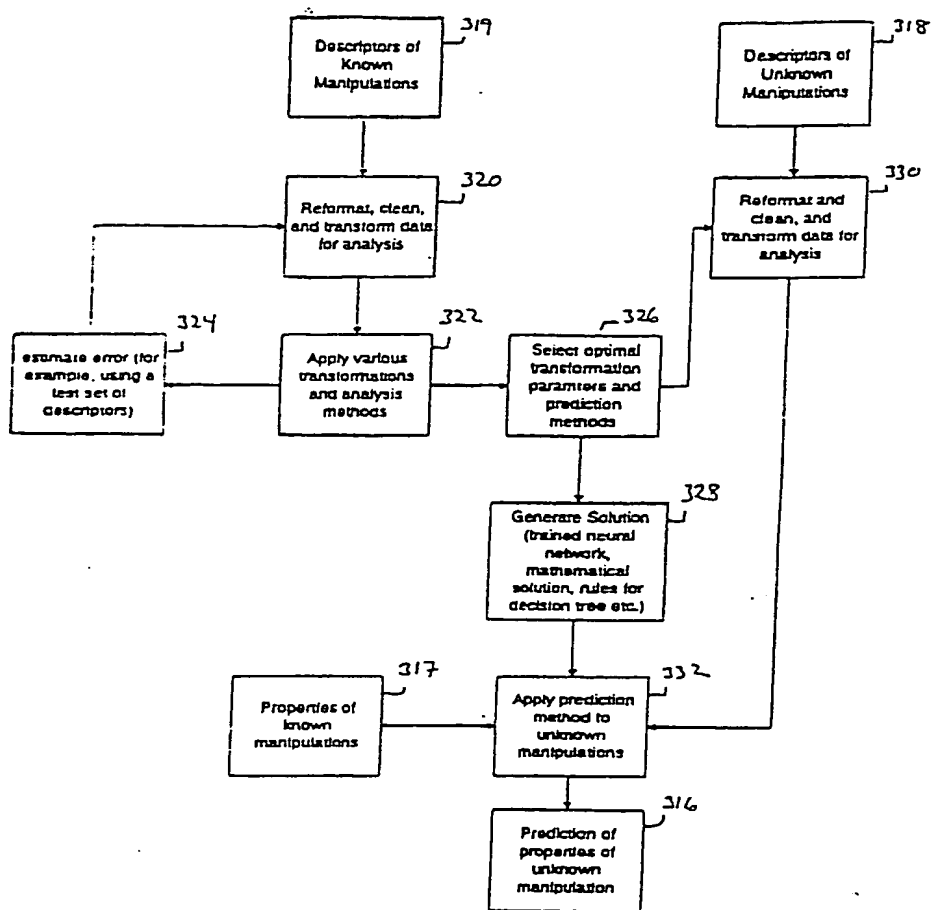 319
Descriptors of
Known
Manipulations
318
Descriptors of
Unknown
Manipulations
320
Reformat, clean,
and transform data
for analysis
330
Reformat and
clean, and
transform data for
analysis
324
estimate error (for
example, using a
test set of
descriptors)
322
Apply various
transformations
and analysis
methods
326
Select optimal
transformation
paramters and
prediction
methods
328
Generate Solution
(trained neural
network,
mathematical
solution, rules for
decision tree etc.)
317
Properties of
known
manipulations
332
Apply prediction
method to
unknown
manipulations
316
Prediction of
properties of
unknown
manipulation